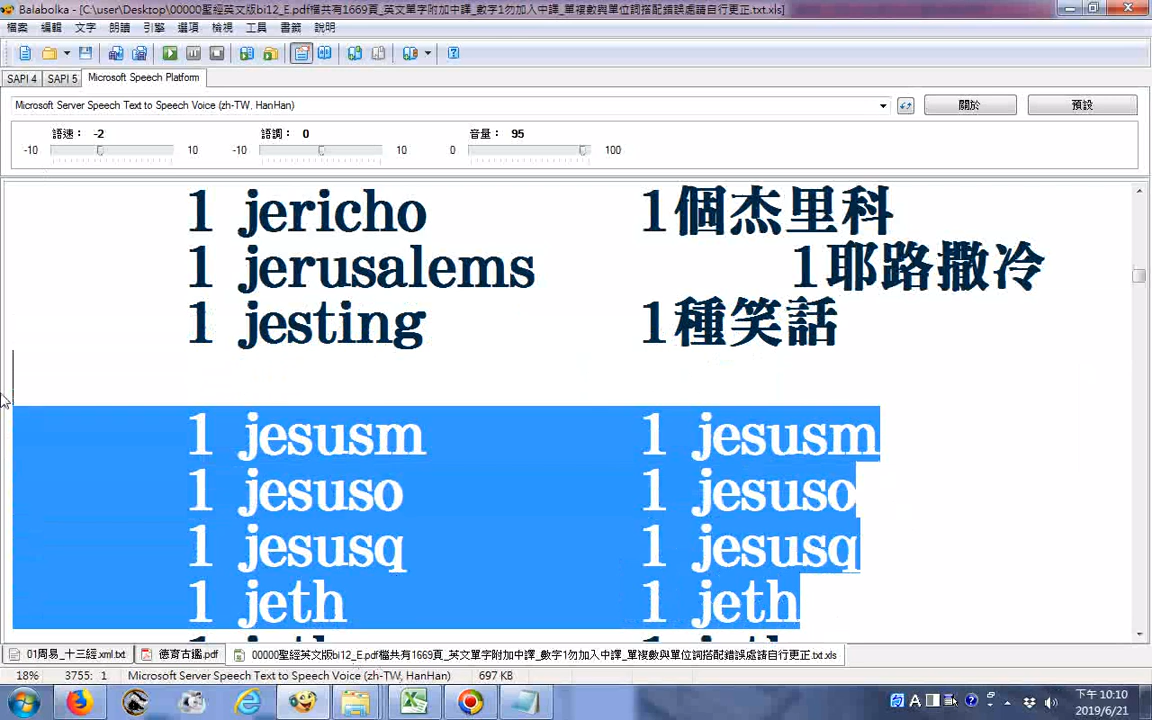 Balabolka - [C:\user\Desktop\00000聖經英文版bi12_E.pdf檔共有1669頁_英文單字附加中譯_數字1勿加入中譯_單複數與單位詞搭配錯誤處請自行更正.txt.xls]
檔案 編輯 文字 朗讀 引擎 選項 檢視 工具 書籤 說明
SAPI 4 SAPI 5 Microsoft Speech Platform
Microsoft Server Speech Text to Speech Voice (zh-TW, HanHan) 關於 預設
語速： -2 語調： 0 音量： 95
-10 10 -10 10 0 100
1 jericho 1個杰里科
1 jerusalems 1耶路撒冷
1 jesting 1種笑話
1 jesusm 1 jesusm
1 jesuso 1 jesuso
1 jesusq 1 jesusq
1 jeth 1 jeth
01周易_十三經.xml.txt 德育古鑑.pdf 00000聖經英文版bi12_E.pdf檔共有1669頁_英文單字附加中譯_數字1勿加入中譯_單複數與單位詞搭配錯誤處請自行更正.txt.xls
18% 3755: 1 Microsoft Server Speech Text to Speech Voice (zh-TW, HanHan) 697 KB
下午 10:10
2019/6/21